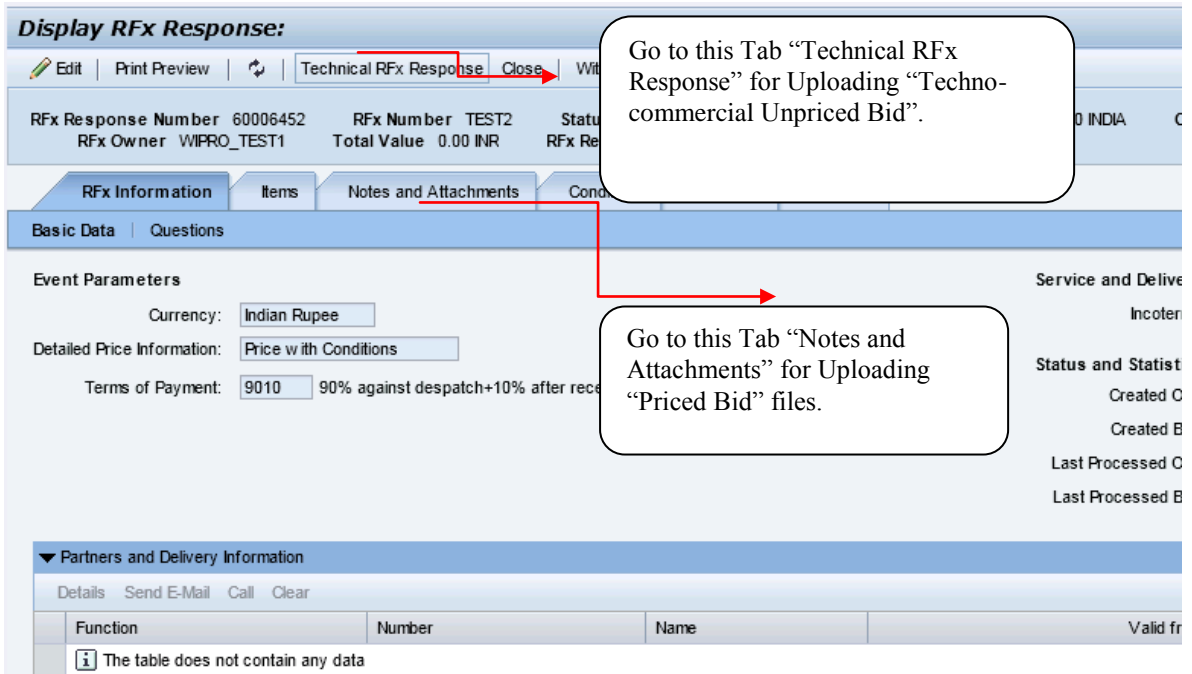 Display RFx Response:
Edit | Print Preview | | Technical RFx Response Close | Wit
Go to this Tab “Technical RFx
Response” for Uploading “Techno-
commercial Unpriced Bid”.
RFx Response Number 60006452 RFx Number TEST2 Statu 0 INDIA C
RFx Owner WIPRO_TEST1 Total Value 0.00 INR RFx Re
RFx Information Items Notes and Attachments Cond
Basic Data | Questions
Event Parameters Service and Delive
Currency: Indian Rupee Incoter
Detailed Price Information: Price with Conditions
Terms of Payment: 9010 90% against despatch+10% after rece
Go to this Tab “Notes and
Attachments” for Uploading
“Priced Bid” files.
Status and Statist
Created O
Created B
Last Processed O
Last Processed B
Partners and Delivery Information
Details Send E-Mail Call Clear
Function Number Name Valid fr
The table does not contain any data